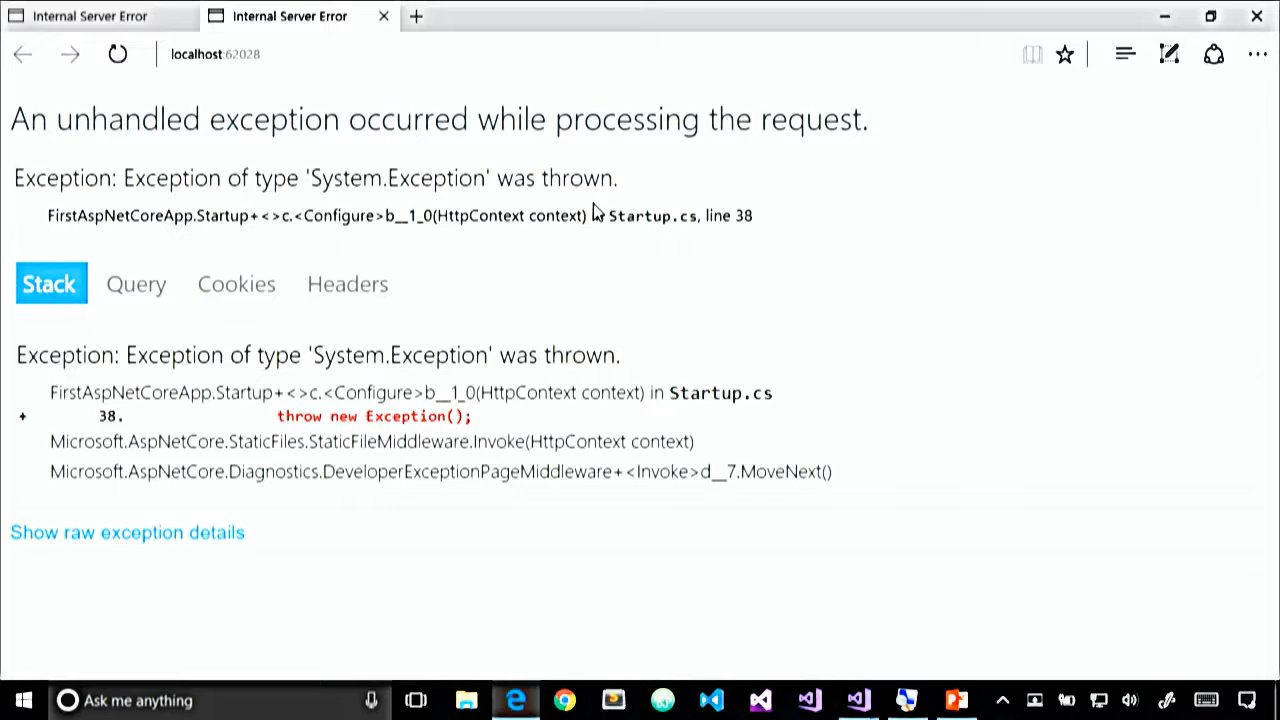 Internal Server Error
Internal Server Error
localhost:62028
An unhandled exception occurred while processing the request.
Exception: Exception of type 'System.Exception' was thrown.
FirstAspNetCoreApp.Startup+<>c.<Configure>b__1_0(HttpContext context) Startup.cs, line 38
Stack Query Cookies Headers
Exception: Exception of type 'System.Exception' was thrown.
FirstAspNetCoreApp.Startup+<>c.<Configure>b__1_0(HttpContext context) in Startup.cs
+ 38. throw new Exception();
Microsoft.AspNetCore.StaticFiles.StaticFileMiddleware.Invoke(HttpContext context)
Microsoft.AspNetCore.Diagnostics.DeveloperExceptionPageMiddleware+<Invoke>d__7.MoveNext()
Show raw exception details
Ask me anything